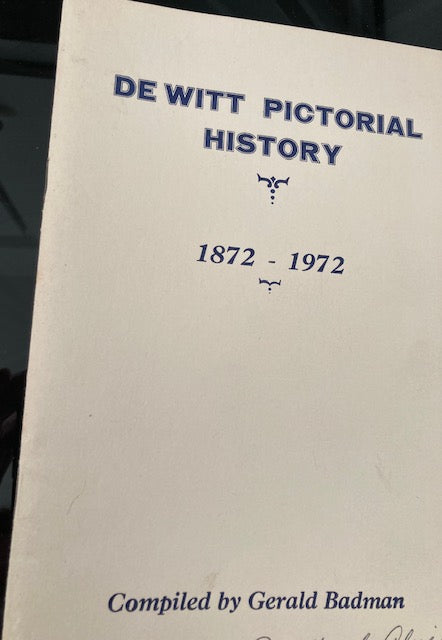 DE WITT PICTORIAL
HISTORY
1872 - 1972
Compiled by Gerald Badman